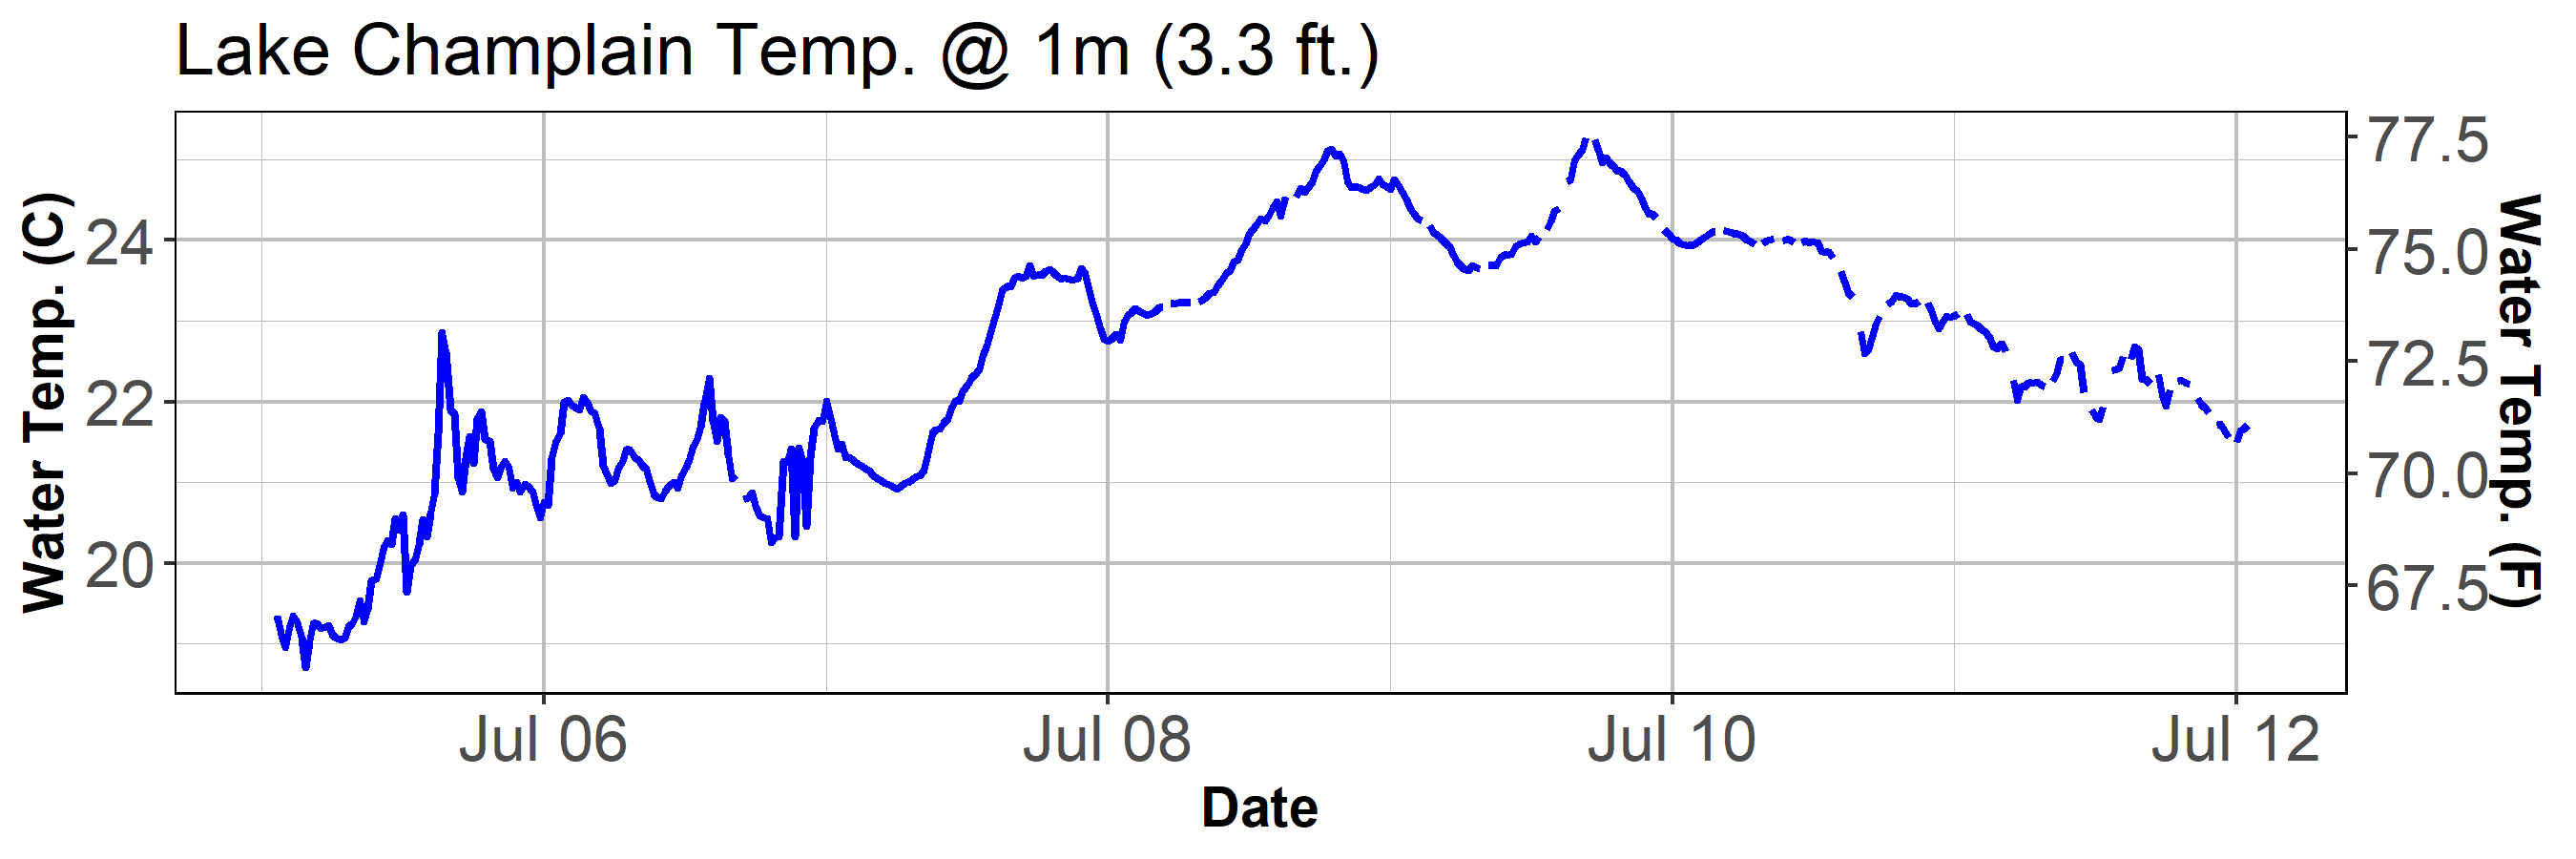 Lake Champlain Temp. @ 1m (3.3 ft.)
Water Temp. (C)
24
22
20
77.5
75.0
72.5
70.0
67.5
Water Temp. (F)
Jul 06
Jul 08
Jul 10
Jul 12
Date